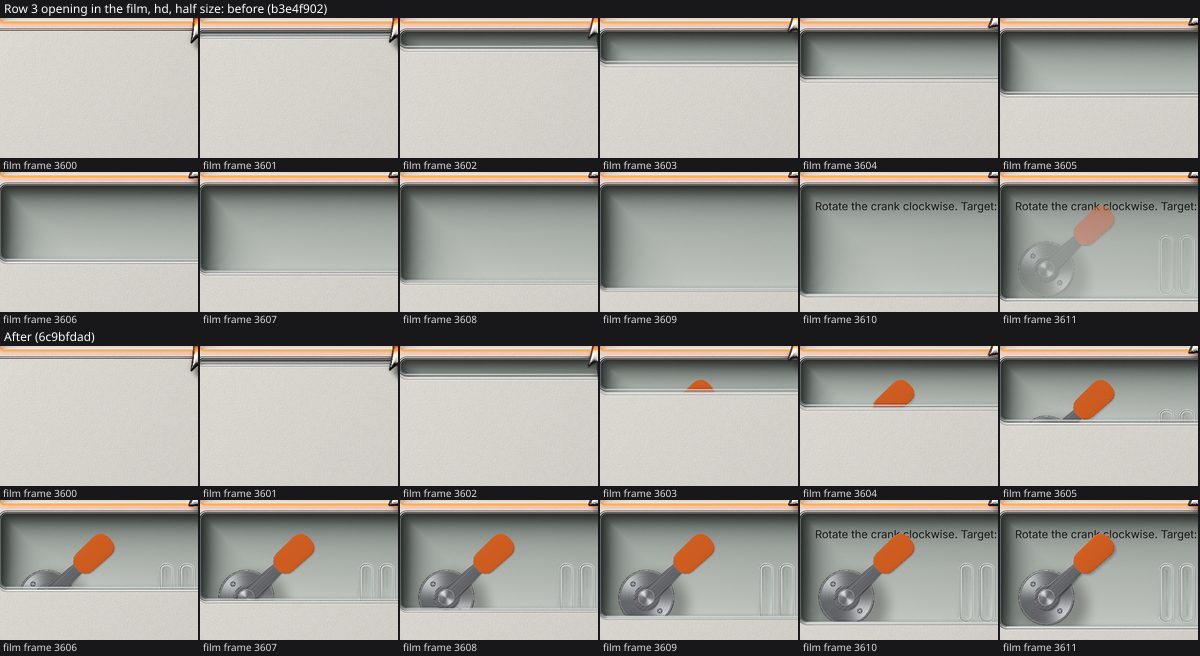 Row 3 opening in the film, hd, half size: before (b3e4f902)
film frame 3600
film frame 3601
film frame 3602
film frame 3603
film frame 3604
film frame 3605
Rotate the crank clockwise. Target:
Rotate the crank clockwise. Target:
film frame 3606
film frame 3607
film frame 3608
film frame 3609
film frame 3610
film frame 3611
After (6c9bfdad)
film frame 3600
film frame 3601
film frame 3602
film frame 3603
film frame 3604
film frame 3605
Rotate the crank clockwise. Target:
Rotate the crank clockwise. Target:
film frame 3606
film frame 3607
film frame 3608
film frame 3609
film frame 3610
film frame 3611